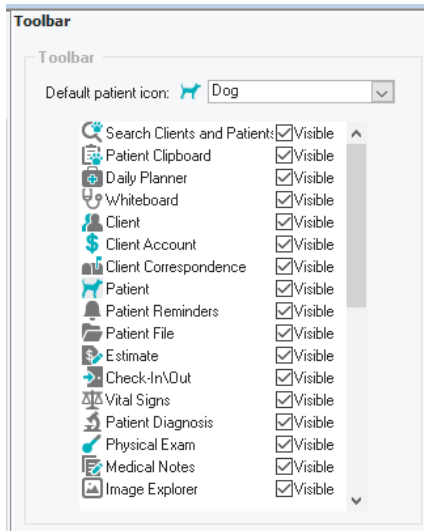 Toolbar
Toolbar
Default patient icon: Dog
Search Clients and Patients Visible
Patient Clipboard Visible
Daily Planner Visible
Whiteboard Visible
Client Visible
Client Account Visible
Client Correspondence Visible
Patient Visible
Patient Reminders Visible
Patient File Visible
Estimate Visible
Check-In\Out Visible
Vital Signs Visible
Patient Diagnosis Visible
Physical Exam Visible
Medical Notes Visible
Image Explorer Visible